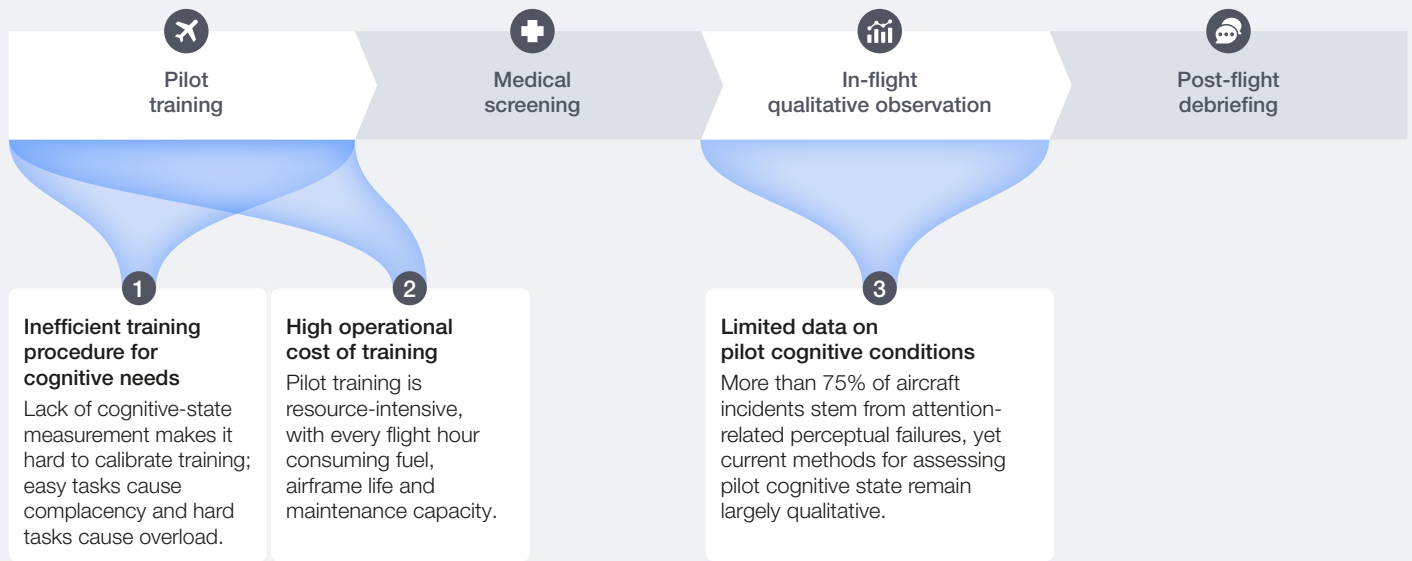 Pilot
training
Medical
screening
In-flight
qualitative observation
Post-flight
debriefing
1
Inefficient training
procedure for
cognitive needs
Lack of cognitive-state
measurement makes it
hard to calibrate training;
easy tasks cause
complacency and hard
tasks cause overload.
2
High operational
cost of training
Pilot training is
resource-intensive,
with every flight hour
consuming fuel,
airframe life and
maintenance capacity.
3
Limited data on
pilot cognitive conditions
More than 75% of aircraft
incidents stem from attention-
related perceptual failures, yet
current methods for assessing
pilot cognitive state remain
largely qualitative.